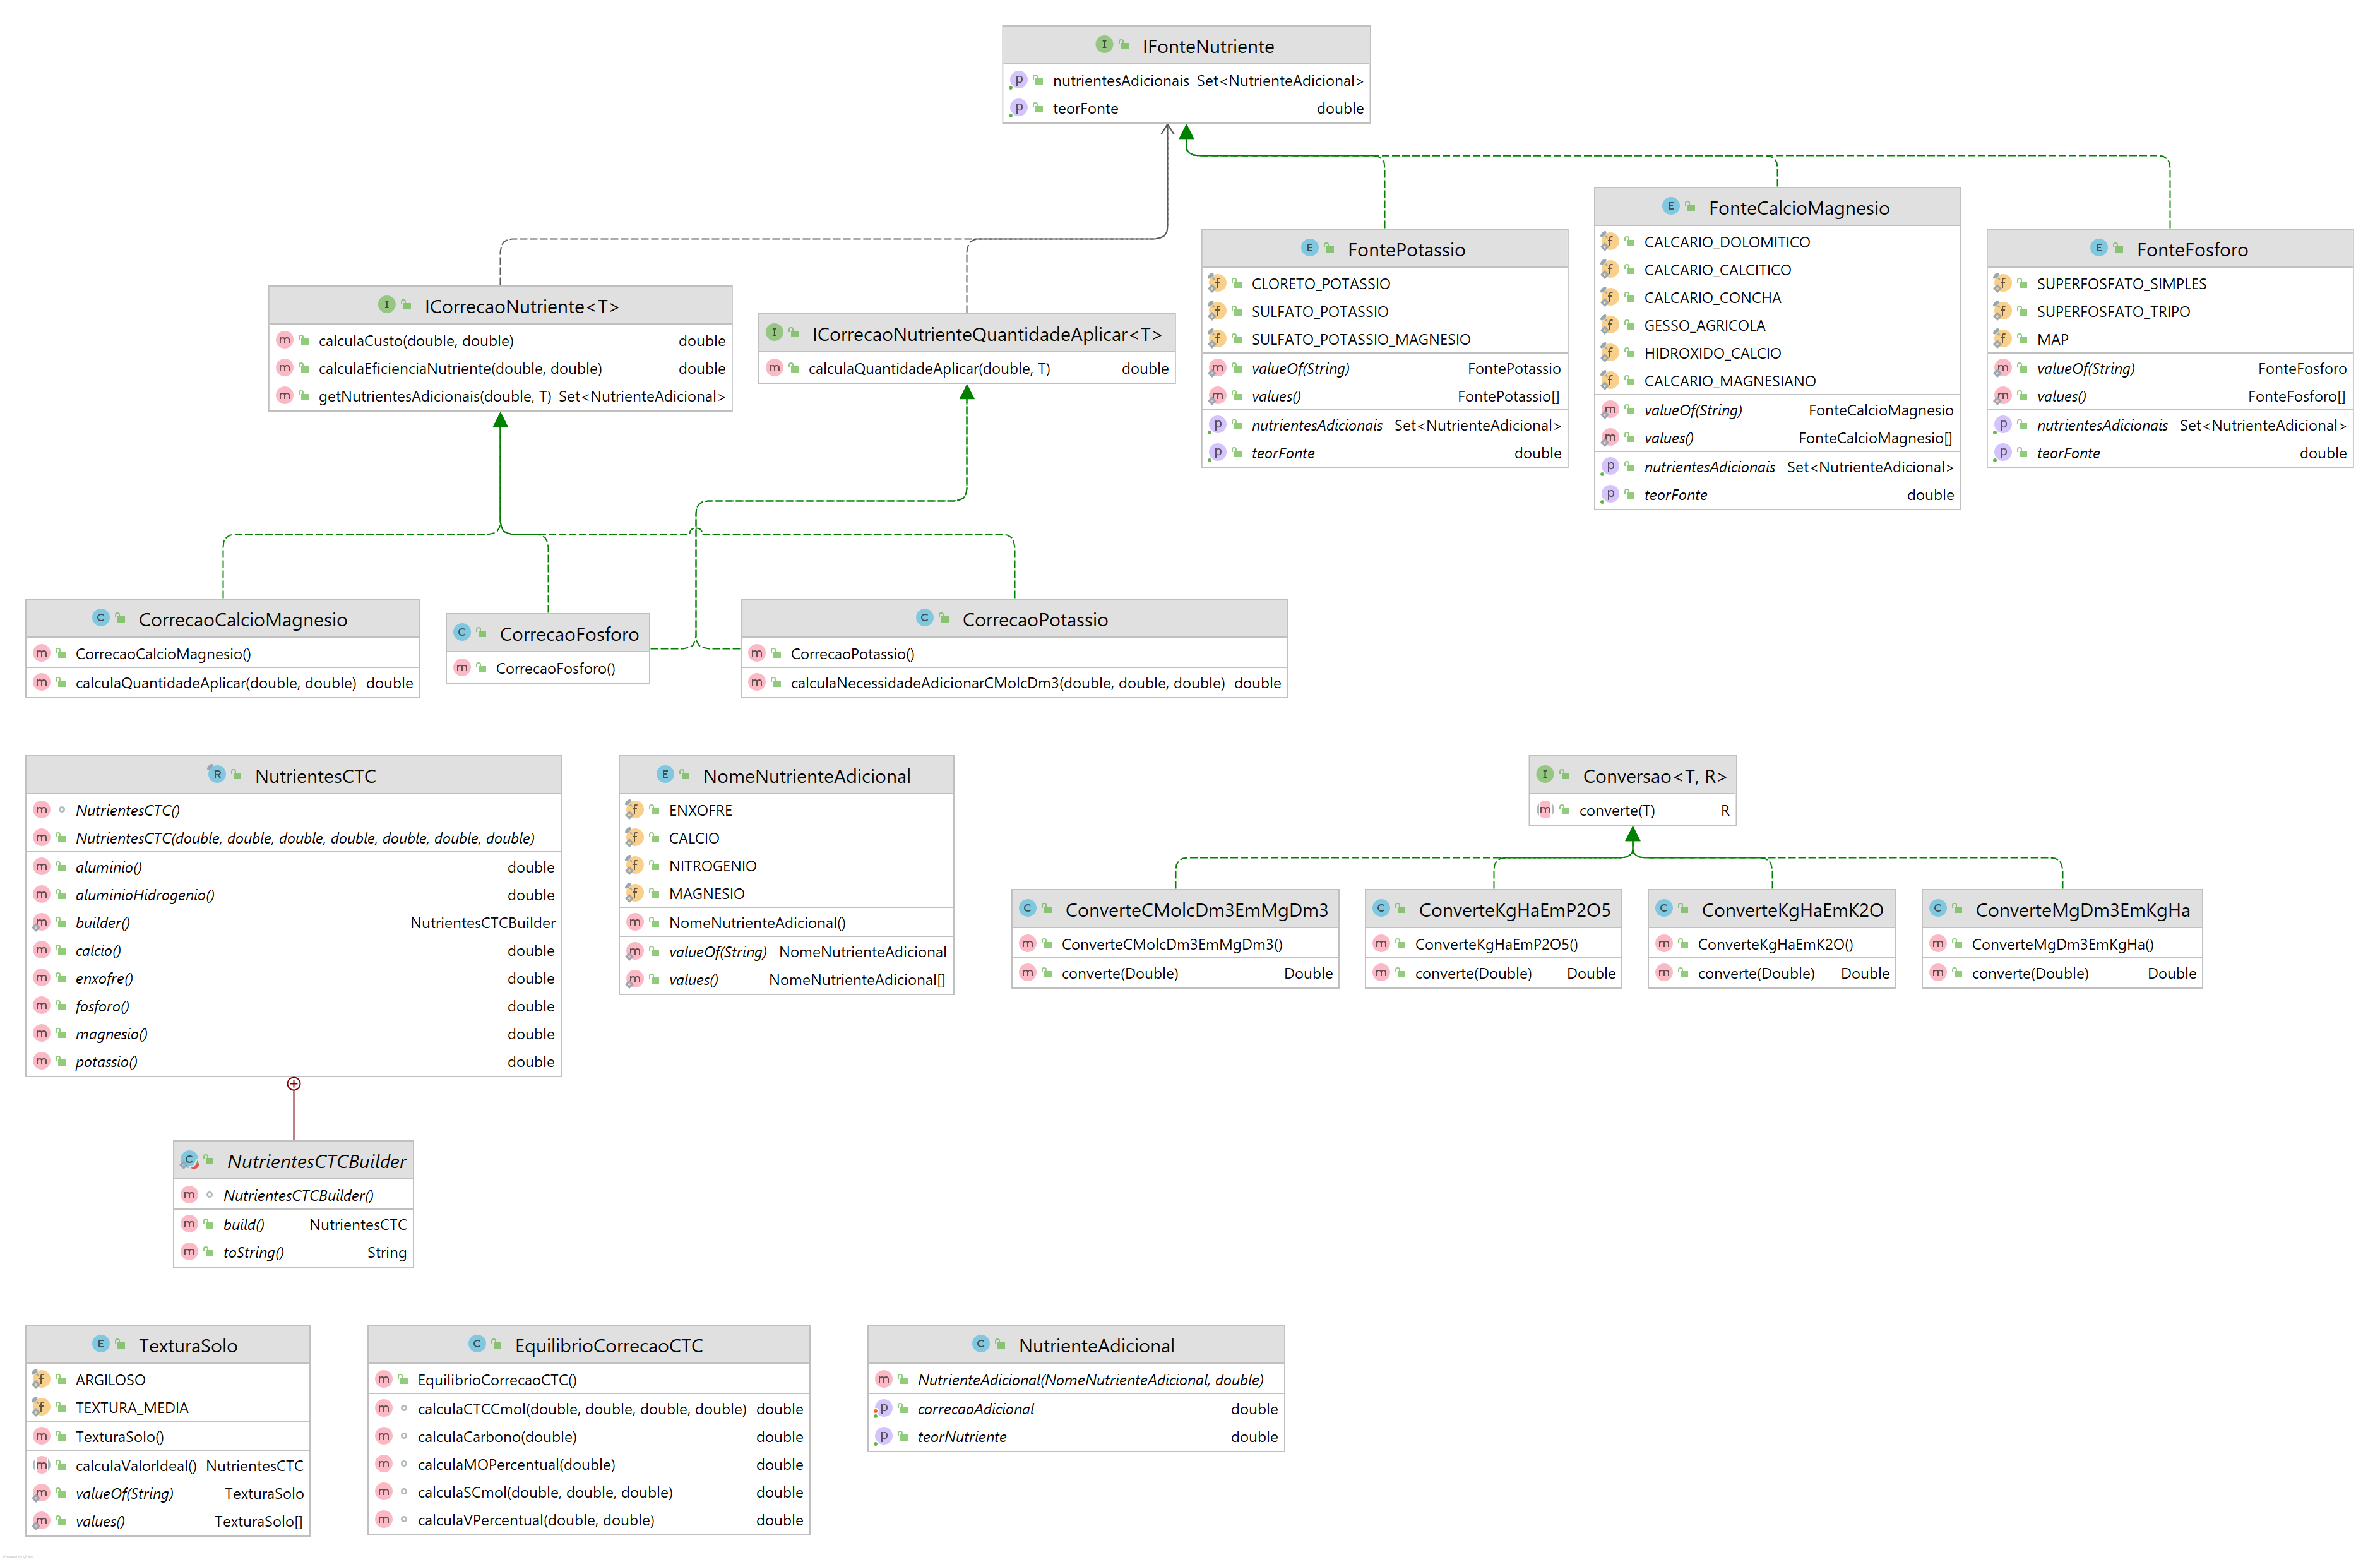 IFonteNutriente
nutrientesAdicionais Set<NutrienteAdicional>
teorFonte double
FonteCalcioMagnesio
CALCARIO_DOLOMITICO
CALCARIO_CALCITICO
CALCARIO_CONCHA
GESSO_AGRICOLA
HIDROXIDO_CALCIO
CALCARIO_MAGNESIANO
valueOf(String) FonteCalcioMagnesio
values() FonteCalcioMagnesio[]
nutrientesAdicionais Set<NutrienteAdicional>
teorFonte double
FontePotassio
CLORETO_POTASSIO
SULFATO_POTASSIO
SULFATO_POTASSIO_MAGNESIO
valueOf(String) FontePotassio
values() FontePotassio[]
nutrientesAdicionais Set<NutrienteAdicional>
teorFonte double
FonteFosforo
SUPERFOSFATO_SIMPLES
SUPERFOSFATO_TRIPO
MAP
valueOf(String) FonteFosforo
values() FonteFosforo[]
nutrientesAdicionais Set<NutrienteAdicional>
teorFonte double
ICorrecaoNutriente<T>
calculaCusto(double, double) double
calculaEficienciaNutriente(double, double) double
getNutrientesAdicionais(double, T) Set<NutrienteAdicional>
ICorrecaoNutrienteQuantidadeAplicar<T>
calculaQuantidadeAplicar(double, T) double
CorrecaoCalcioMagnesio
CorrecaoCalcioMagnesio()
calculaQuantidadeAplicar(double, double) double
CorrecaoFosforo
CorrecaoFosforo()
CorrecaoPotassio
CorrecaoPotassio()
calculaNecessidadeAdicionarCMolcDm3(double, double, double) double
NutrientesCTC
NutrientesCTC()
NutrientesCTC(double, double, double, double, double, double, double)
aluminio() double
aluminioHidrogenio() double
builder() NutrientesCTCBuilder
calcio() double
enxofre() double
fosforo() double
magnesio() double
potassio() double
NomeNutrienteAdicional
ENXOFRE
CALCIO
NITROGENIO
MAGNESIO
NomeNutrienteAdicional()
valueOf(String) NomeNutrienteAdicional
values() NomeNutrienteAdicional[]
Conversao<T, R>
converte(T) R
ConverteCMolcDm3EmMgDm3
ConverteCMolcDm3EmMgDm3()
converte(Double) Double
ConverteKgHaEmP2O5
ConverteKgHaEmP2O5()
converte(Double) Double
ConverteKgHaEmK2O
ConverteKgHaEmK2O()
converte(Double) Double
ConverteMgDm3EmKgHa
ConverteMgDm3EmKgHa()
converte(Double) Double
NutrientesCTCBuilder
NutrientesCTCBuilder()
build() NutrientesCTC
toString() String
TexturaSolo
ARGILOSO
TEXTURA_MEDIA
TexturaSolo()
calculaValorIdeal() NutrientesCTC
valueOf(String) TexturaSolo
values() TexturaSolo[]
EquilibrioCorrecaoCTC
EquilibrioCorrecaoCTC()
calculaCTCCmol(double, double, double, double) double
calculaCarbono(double) double
calculaMOPercentual(double) double
calculaSCmol(double, double, double) double
calculaVPercentual(double, double) double
NutrienteAdicional
NutrienteAdicional(NomeNutrienteAdicional, double)
correcaoAdicional double
teorNutriente double